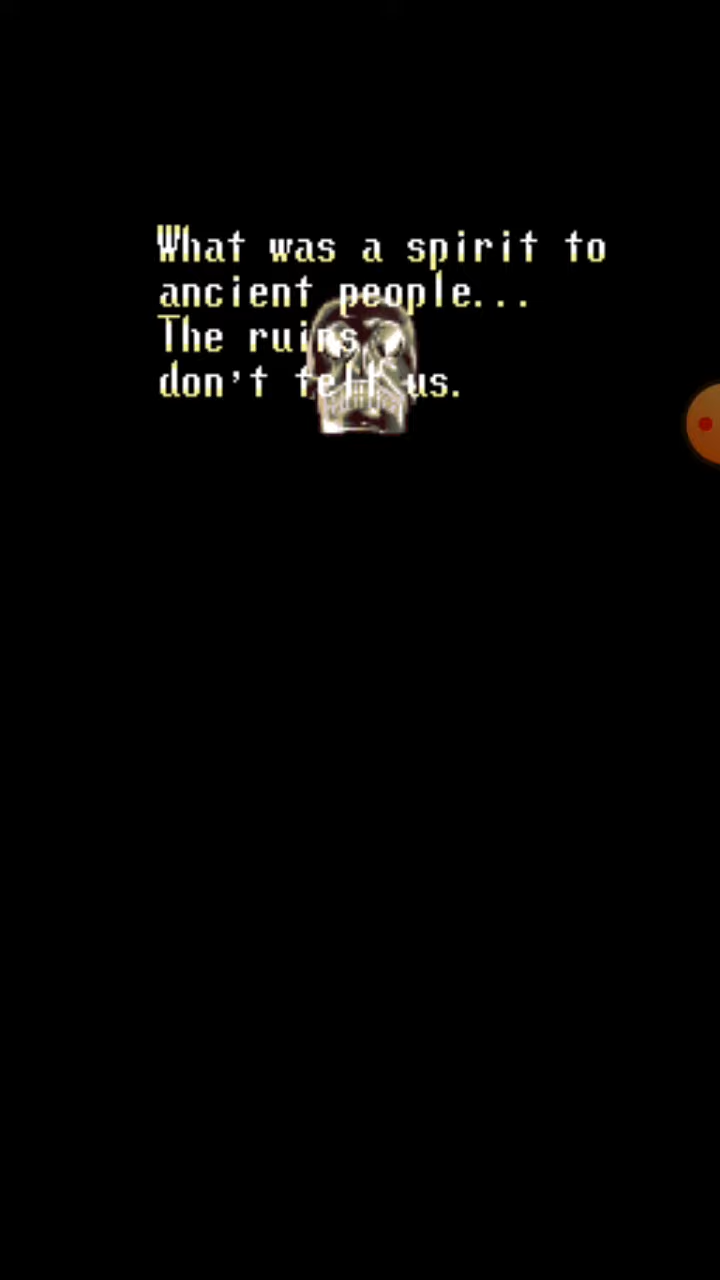 What was a spirit to
ancient people...
The ruins
don't tell us.